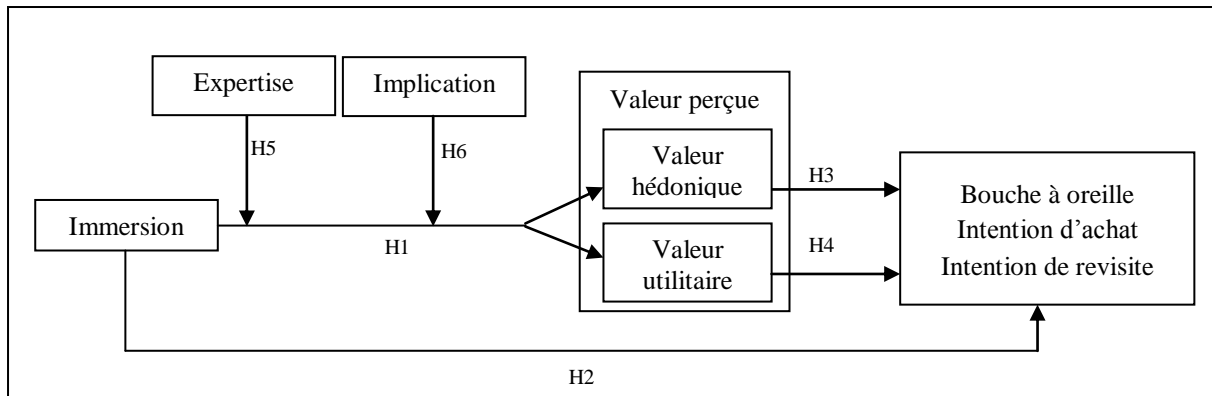 Expertise
Implication
Valeur perçue
H5
H6
Valeur
hédonique
H3
Bouche à oreille
Intention d'achat
Intention de revisite
Immersion
H1
Valeur
utilitaire
H4
H2